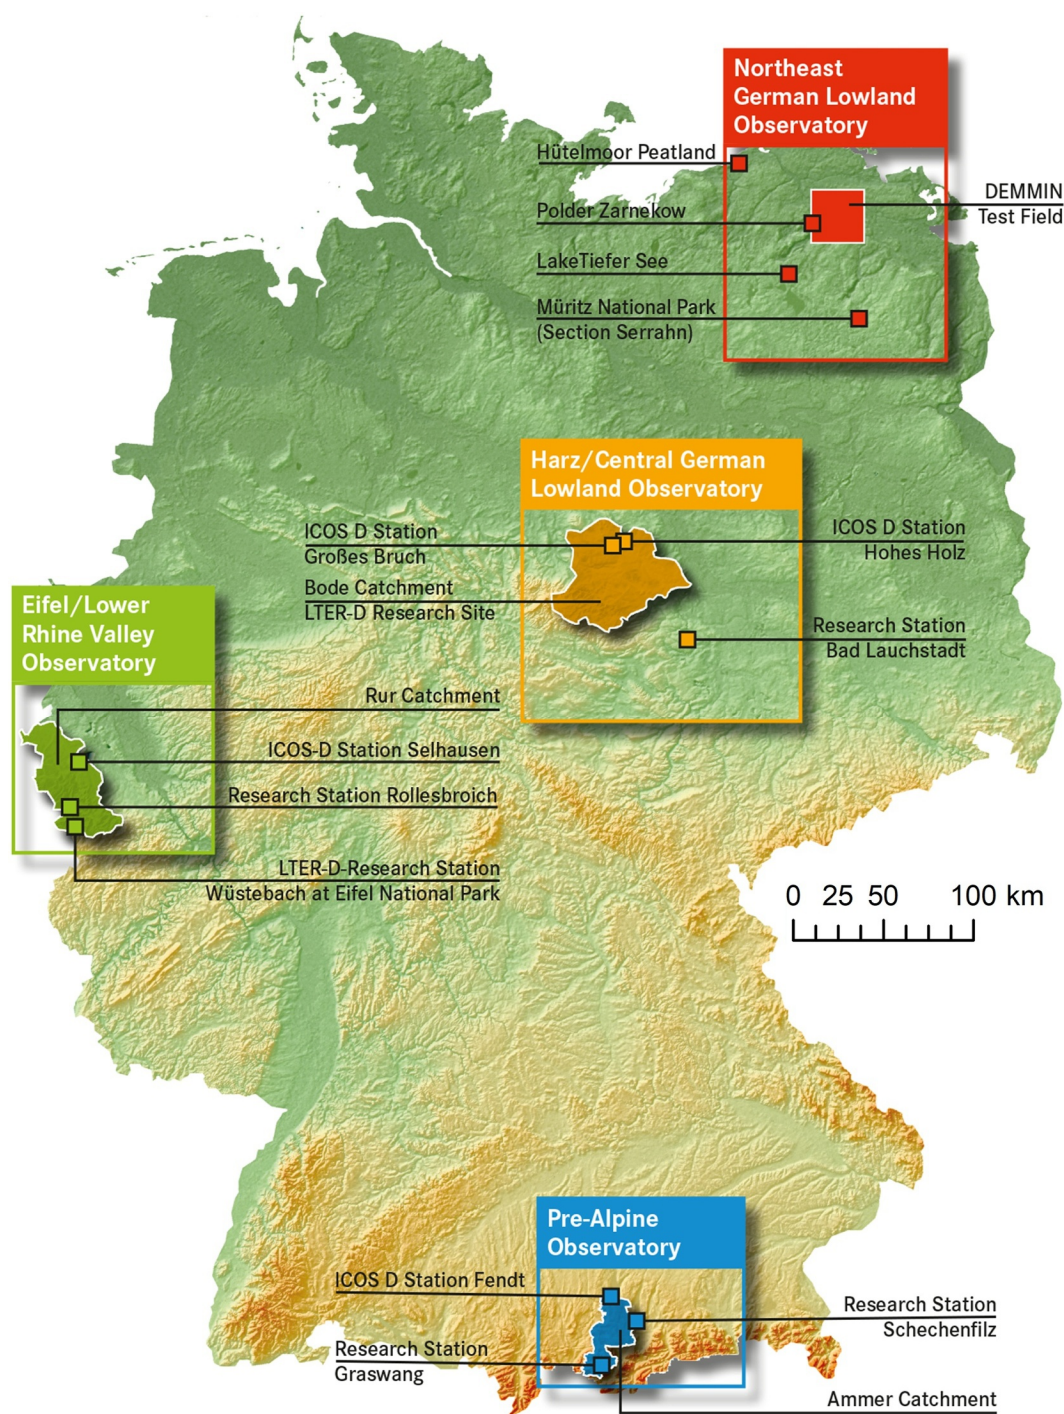 Northeast
German Lowland
Observatory
Hütelmoor Peatland
DEMMIN
Test Field
Polder Zarnekow
LakeTiefer See
Müritz National Park
(Section Serrahn)
Harz/Central German
Lowland Observatory
ICOS D Station
Großes Bruch
ICOS D Station
Hohes Holz
Bode Catchment
LTER-D Research Site
Research Station
Bad Lauchstadt
Eifel/Lower
Rhine Valley
Observatory
Rur Catchment
ICOS-D Station Selhausen
Research Station Rollesbroich
LTER-D-Research Station
Wüstebach at Eifel National Park
0 25 50 100 km
Pre-Alpine
Observatory
ICOS D Station Fendt
Research Station
Schechenfilz
Research Station
Graswang
Ammer Catchment